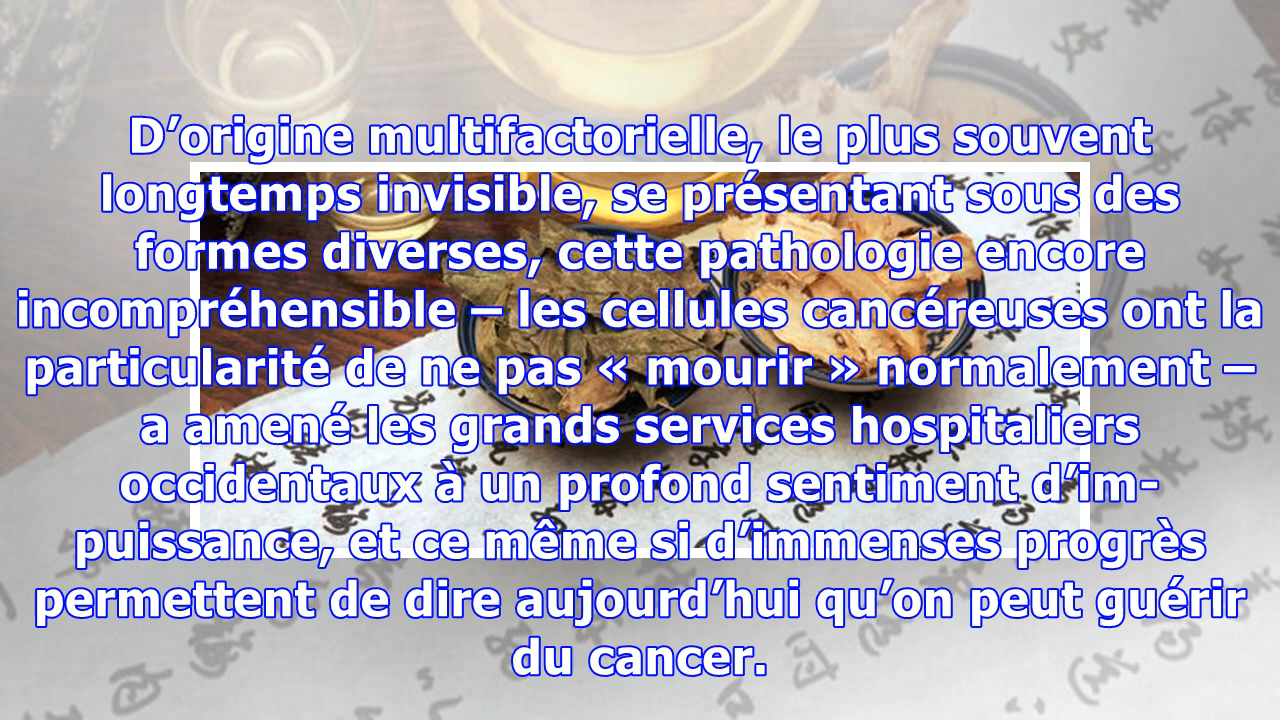 D’origine multifactorielle, le plus souvent
longtemps invisible, se présentant sous des
formes diverses, cette pathologie encore
incompréhensible – les cellules cancéreuses ont la
particularité de ne pas « mourir » normalement –
a amené les grands services hospitaliers
occidentaux à un profond sentiment d’im-
puissance, et ce même si d’immenses progrès
permettent de dire aujourd’hui qu’on peut guérir
du cancer.